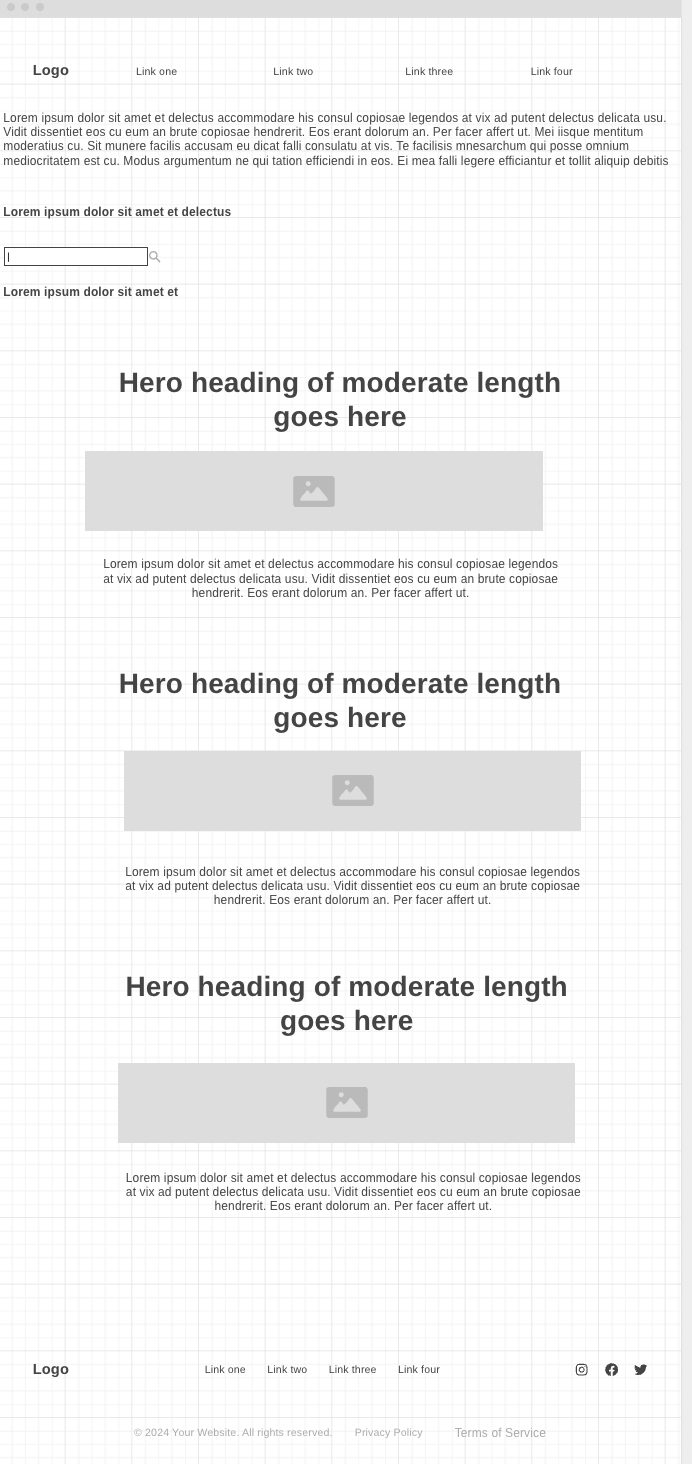 Logo
Link one
Link two
Link three
Link four
Lorem ipsum dolor sit amet et delectus accommodare his consul copiosae legendos at vix ad putent delectus delicata usu.
Vidit dissentiet eos cu eum an brute copiosae hendrerit. Eos erant dolorum an. Per facer affert ut. Mei iisque mentitum
moderatius cu. Sit munere facilis accusam eu dicat falli consulatu at vis. Te facilisis mnesarchum qui posse omnium
mediocritatem est cu. Modus argumentum ne qui tation efficiendi in eos. Ei mea falli legere efficiantur et tollit aliquip debitis
Lorem ipsum dolor sit amet et delectus
Lorem ipsum dolor sit amet et
Hero heading of moderate length
goes here
Lorem ipsum dolor sit amet et delectus accommodare his consul copiosae legendos
at vix ad putent delectus delicata usu. Vidit dissentiet eos cu eum an brute copiosae
hendrerit. Eos erant dolorum an. Per facer affert ut.
Hero heading of moderate length
goes here
Lorem ipsum dolor sit amet et delectus accommodare his consul copiosae legendos
at vix ad putent delectus delicata usu. Vidit dissentiet eos cu eum an brute copiosae
hendrerit. Eos erant dolorum an. Per facer affert ut.
Hero heading of moderate length
goes here
Lorem ipsum dolor sit amet et delectus accommodare his consul copiosae legendos
at vix ad putent delectus delicata usu. Vidit dissentiet eos cu eum an brute copiosae
hendrerit. Eos erant dolorum an. Per facer affert ut.
Logo
Link one
Link two
Link three
Link four
© 2024 Your Website. All rights reserved.
Privacy Policy
Terms of Service